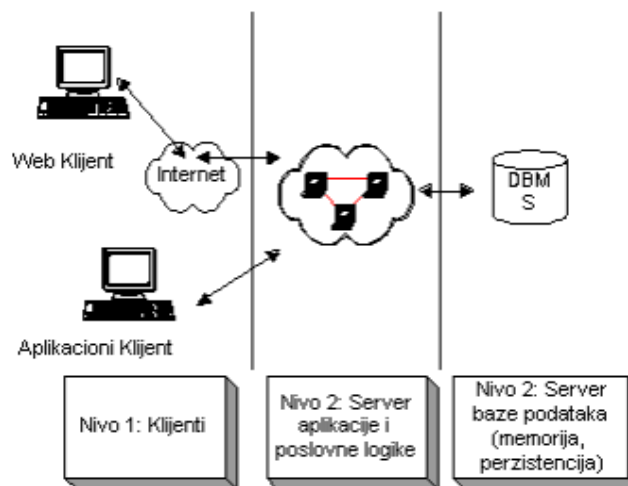 Web Klijent
Internet
DBM
S
Aplikacioni Klijent
Nivo 1: Klijenti
Nivo 2: Server
aplikacije i
poslovne logike
Nivo 2: Server
baze podataka
(memorija,
perzistencija)